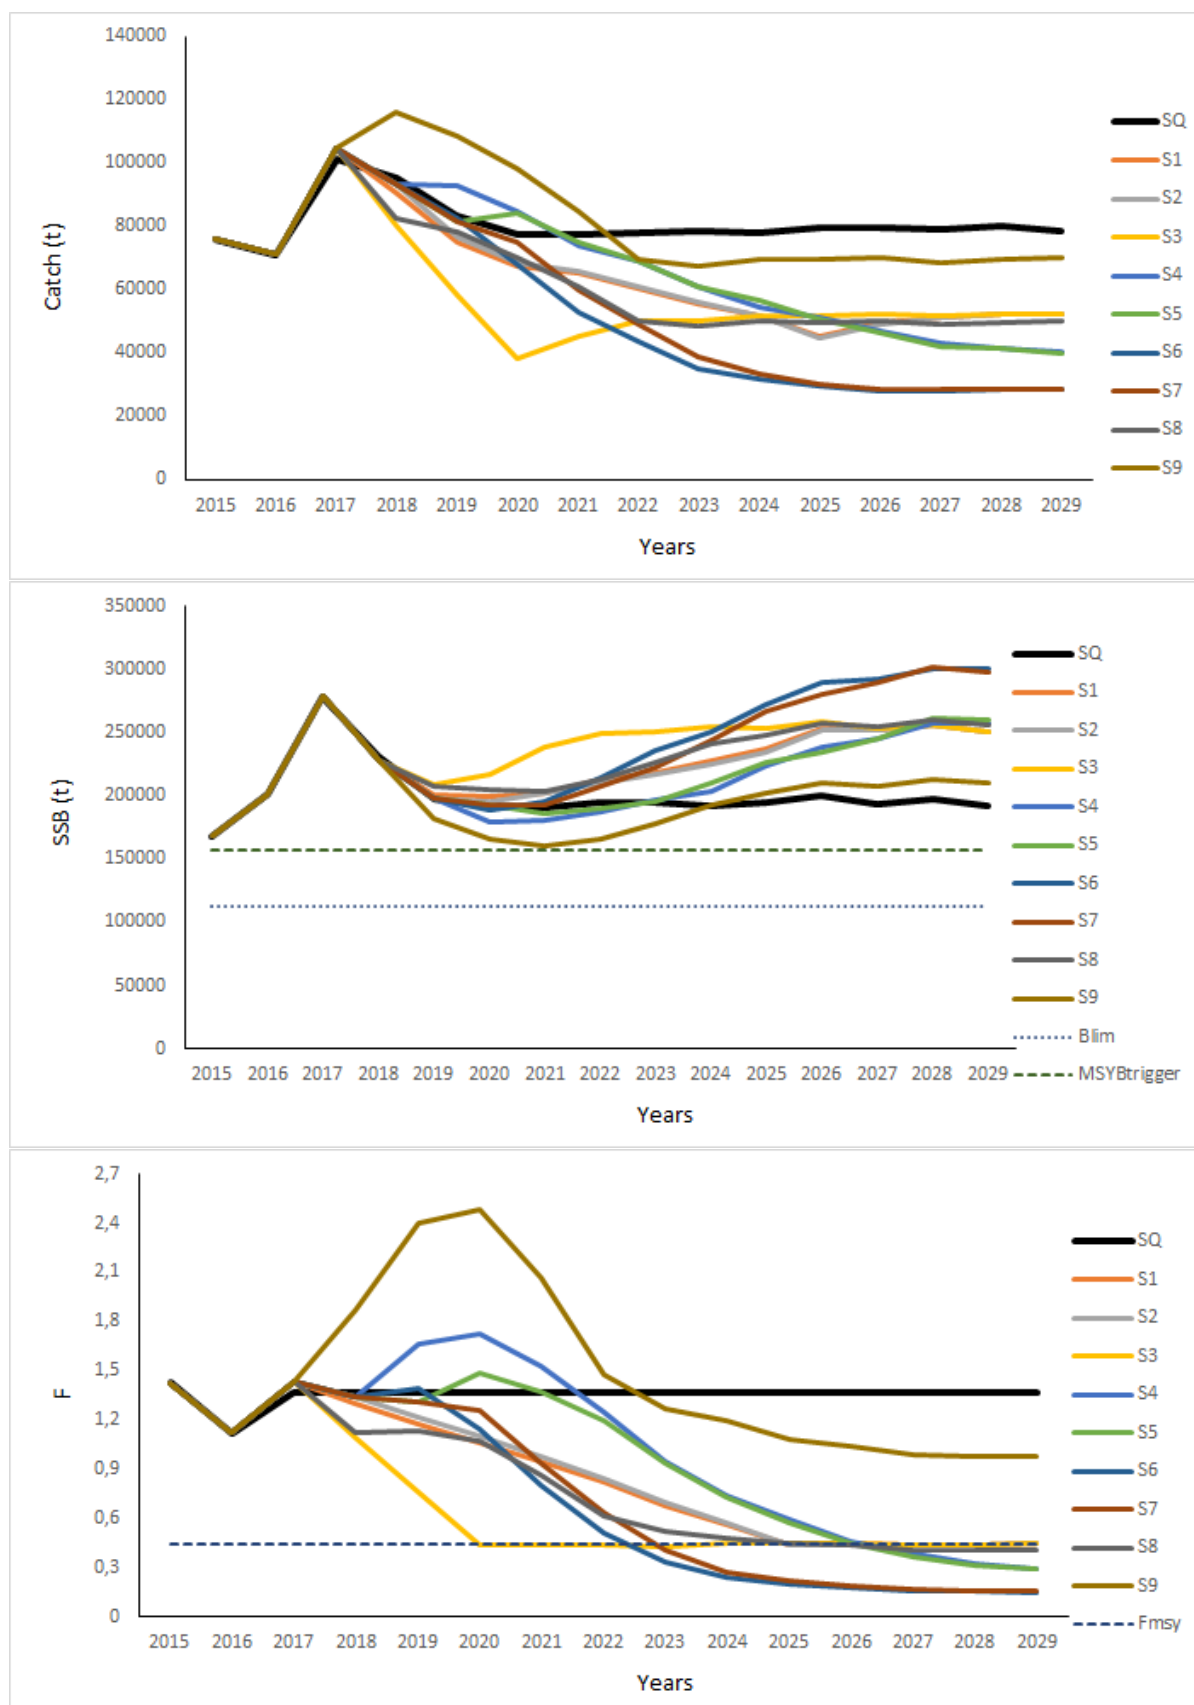 140000
120000
100000
80000
60000
40000
20000
0
Catch (t)
2015 2016 2017 2018 2019 2020 2021 2022 2023 2024 2025 2026 2027 2028 2029
Years
SQ
S1
S2
S3
S4
S5
S6
S7
S8
S9
350000
300000
250000
200000
150000
100000
50000
0
SSB (t)
2015 2016 2017 2018 2019 2020 2021 2022 2023 2024 2025 2026 2027 2028 2029
Years
SQ
S1
S2
S3
S4
S5
S6
S7
S8
S9
Blim
MSYBtrigger
2,7
2,4
2,1
1,8
1,5
1,2
0,9
0,6
0,3
0
F
2015 2016 2017 2018 2019 2020 2021 2022 2023 2024 2025 2026 2027 2028 2029
Years
SQ
S1
S2
S3
S4
S5
S6
S7
S8
S9
Fmsy